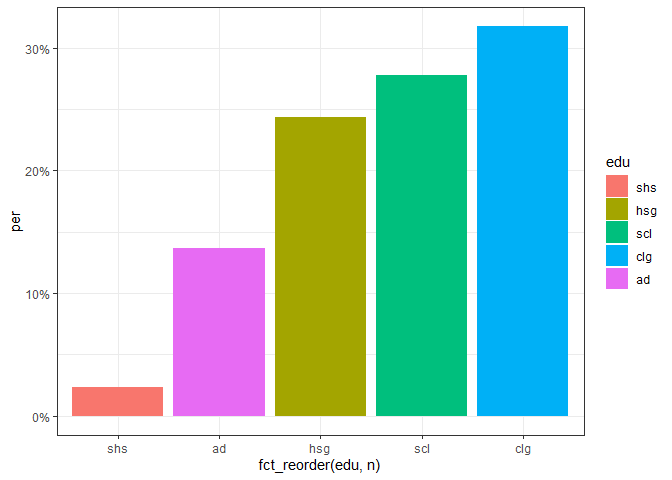 30%
20%
10%
0%
per
shs ad hsg scl clg
fct_reorder(edu, n)
edu
shs
hsg
scl
clg
ad